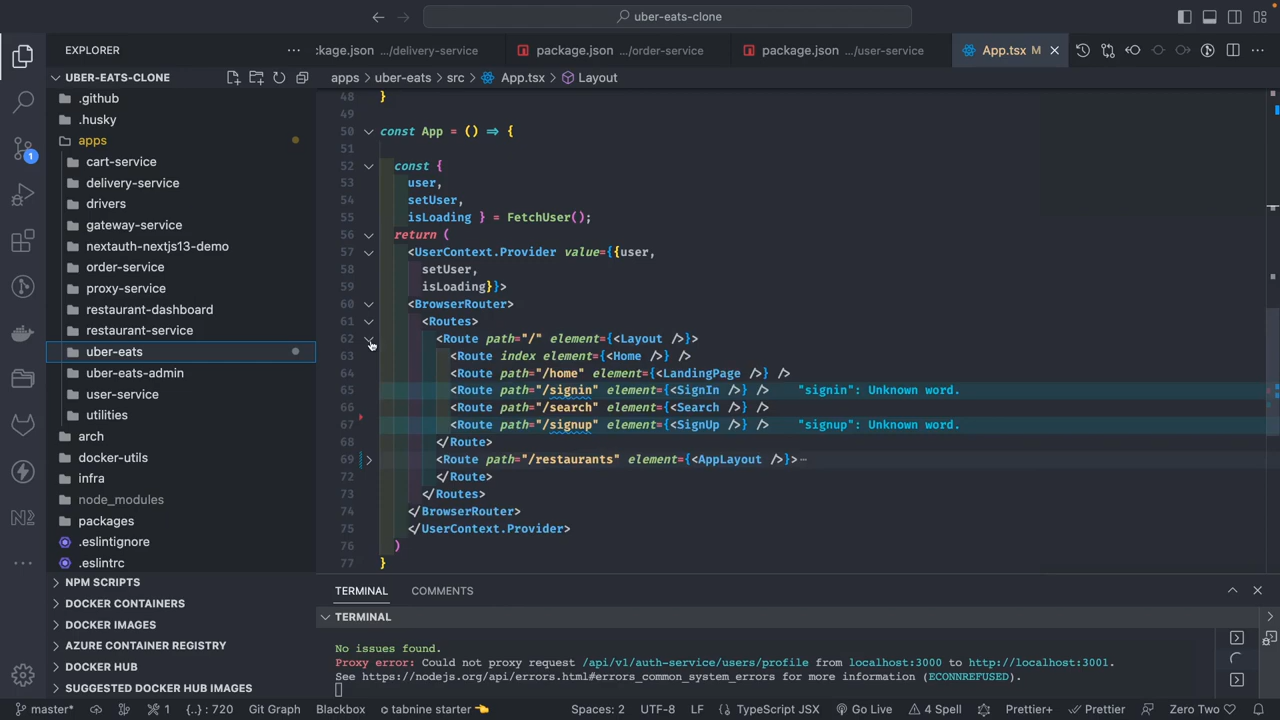 uber-eats-clone
EXPLORER
ckage.json .../delivery-service
package.json .../order-service
package.json .../user-service
App.tsx M
UBER-EATS-CLONE
apps > uber-eats > src > App.tsx > Layout
.github
.husky
apps
cart-service
delivery-service
drivers
gateway-service
nextauth-nextjs13-demo
order-service
proxy-service
restaurant-dashboard
restaurant-service
uber-eats
uber-eats-admin
user-service
utilities
arch
docker-utils
infra
node_modules
packages
.eslintignore
.eslintrc
NPM SCRIPTS
DOCKER CONTAINERS
DOCKER IMAGES
AZURE CONTAINER REGISTRY
DOCKER HUB
SUGGESTED DOCKER HUB IMAGES
1
48 }
49
50 const App = () => {
51
52 const {
53 user,
54 setUser,
55 isLoading } = FetchUser();
56 return (
57 <UserContext.Provider value={{user,
58 setUser,
59 isLoading}}>
60 <BrowserRouter>
61 <Routes>
62 <Route path="/" element={<Layout />}>
63 <Route index element={<Home />} />
64 <Route path="/home" element={<LandingPage />} />
65 <Route path="/signin" element={<SignIn />} /> "signin": Unknown word.
66 <Route path="/search" element={<Search />} />
67 <Route path="/signup" element={<SignUp />} /> "signup": Unknown word.
68 </Route>
69 <Route path="/restaurants" element={<AppLayout />}>⋯
72 </Route>
73 </Routes>
74 </BrowserRouter>
75 </UserContext.Provider>
76 )
77 }
TERMINAL COMMENTS
TERMINAL
No issues found.
Proxy error: Could not proxy request /api/v1/auth-service/users/profile from localhost:3000 to http://localhost:3001.
See https://nodejs.org/api/errors.html#errors_common_system_errors for more information (ECONNREFUSED).
master* {..} : 720 Git Graph Blackbox tabnine starter 👈 Spaces: 2 UTF-8 LF {} TypeScript JSX Go Live 4 Spell Prettier+ Prettier Zero Two ♡